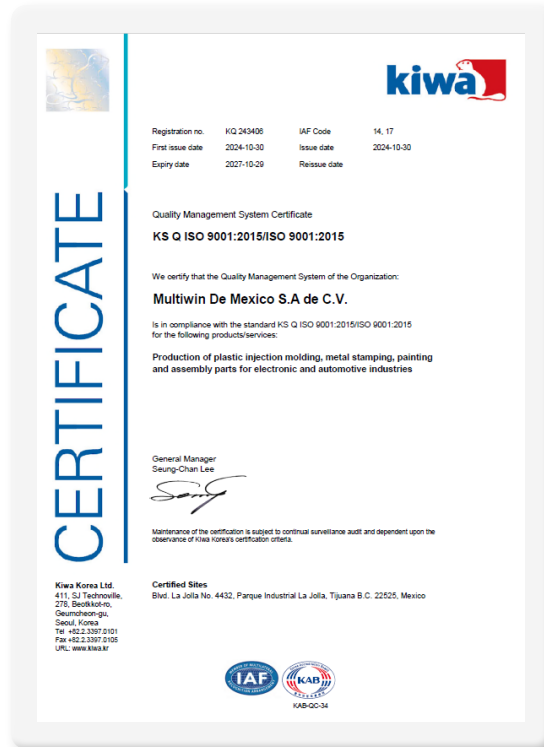 kiwa
Registration no. KQ 243406 IAF Code 14, 17
First issue date 2024-10-30 Issue date 2024-10-30
Expiry date 2027-10-29 Reissue date
CERTIFICATE
Quality Management System Certificate
KS Q ISO 9001:2015/ISO 9001:2015
We certify that the Quality Management System of the Organization:
Multiwin De Mexico S.A de C.V.
Is in compliance with the standard KS Q ISO 9001:2015/ISO 9001:2015
for the following products/services:
Production of plastic injection molding, metal stamping, painting
and assembly parts for electronic and automotive industries
General Manager
Seung-Chan Lee
Maintenance of the certification is subject to continual surveillance audit and dependent upon the
observance of Kiwa Korea's certification criteria.
Kiwa Korea Ltd.
411, SJ Technoville,
278, Beotkkot-ro,
Geumcheon-gu,
Seoul, Korea
Tel +82.2.3397.0101
Fax +82.2.3397.0105
URL: www.kiwa.kr
Certified Sites
Blvd. La Jolla No. 4432, Parque Industrial La Jolla, Tijuana B.C. 22525, Mexico
IAF
KAB
KAB-QC-34